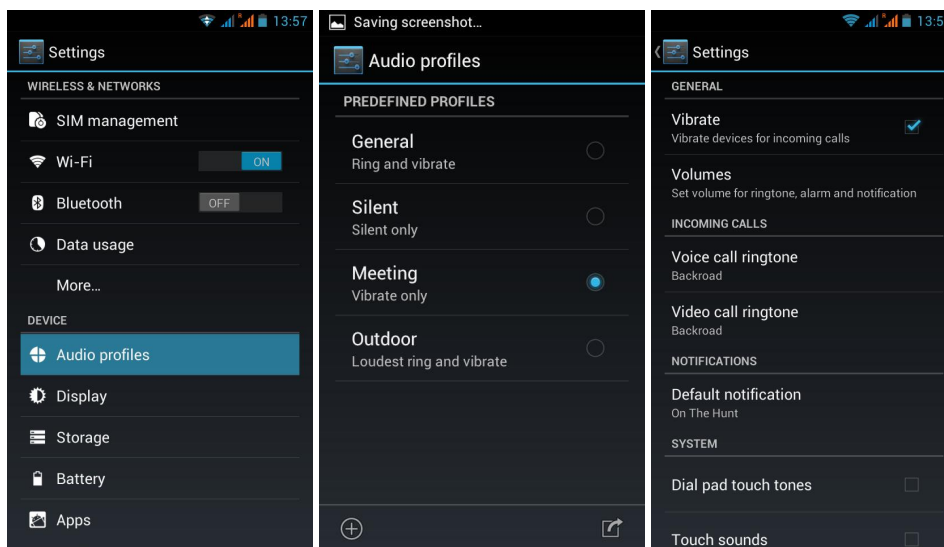 13:57
Settings
WIRELESS & NETWORKS
SIM management
Wi-Fi ON
Bluetooth OFF
Data usage
More...
DEVICE
Audio profiles
Display
Storage
Battery
Apps
Saving screenshot...
Audio profiles
PREDEFINED PROFILES
General
Ring and vibrate
Silent
Silent only
Meeting
Vibrate only
Outdoor
Loudest ring and vibrate
13:5
Settings
GENERAL
Vibrate
Vibrate devices for incoming calls
Volumes
Set volume for ringtone, alarm and notification
INCOMING CALLS
Voice call ringtone
Backroad
Video call ringtone
Backroad
NOTIFICATIONS
Default notification
On The Hunt
SYSTEM
Dial pad touch tones
Touch sounds